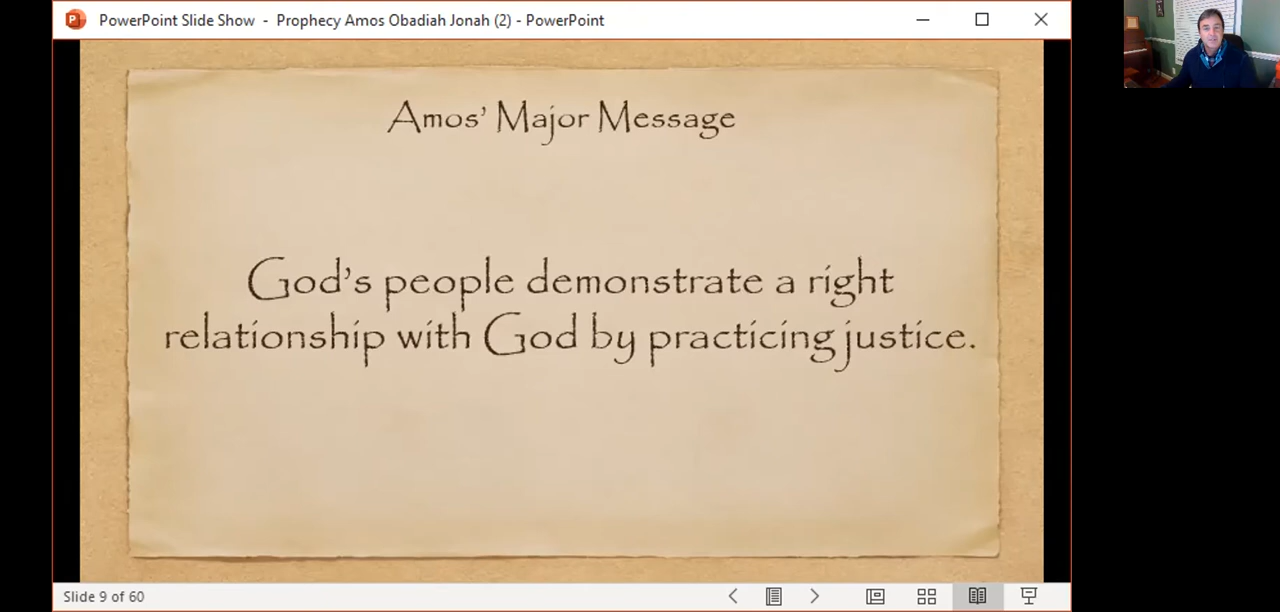 PowerPoint Slide Show - Prophecy Amos Obadiah Jonah (2) - PowerPoint
Amos' Major Message
God's people demonstrate a right
relationship with God by practicing justice.
Slide 9 of 60